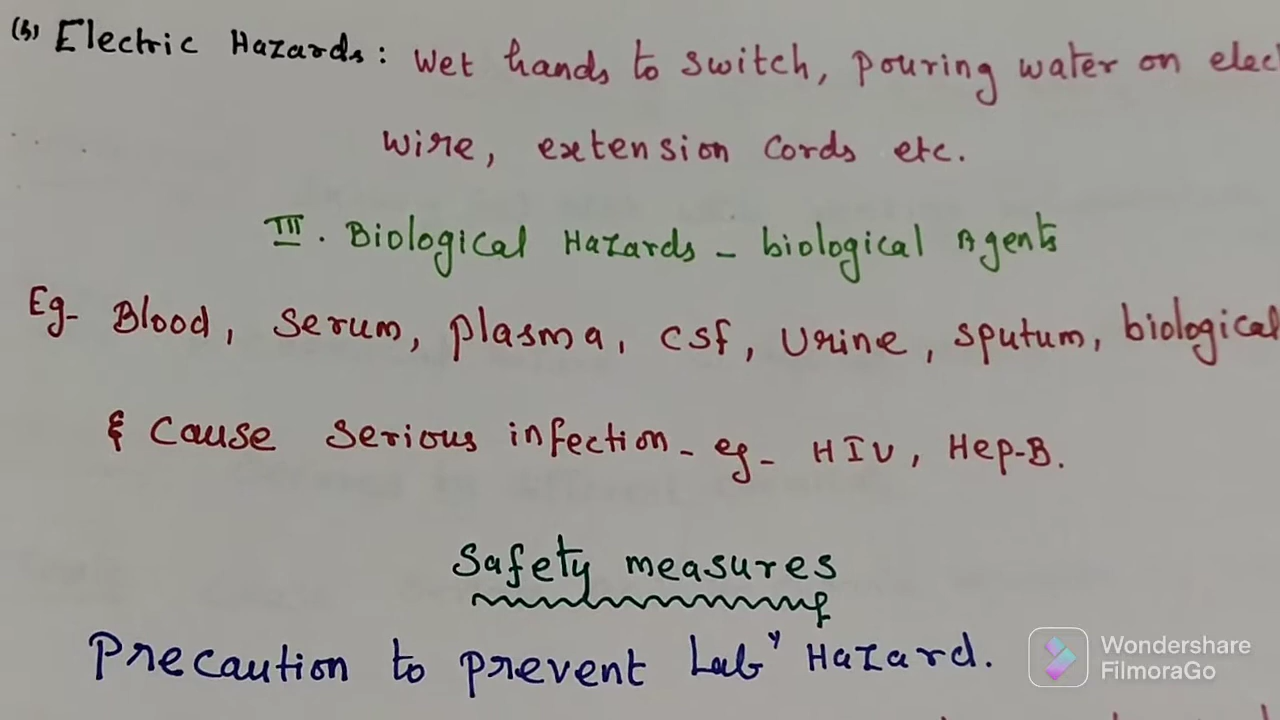 (b) Electric Hazards: Wet hands to switch, pouring water on elec
wire, extension cords etc.
III. Biological Hazards - biological Agents
Eg- Blood, serum, plasma, csf, Urine, sputum, biological
& cause serious infection - eg- HIV, Hep-B.
Safety measures
Precaution to prevent Laby Hazard.
Wondershare
FilmoraGo